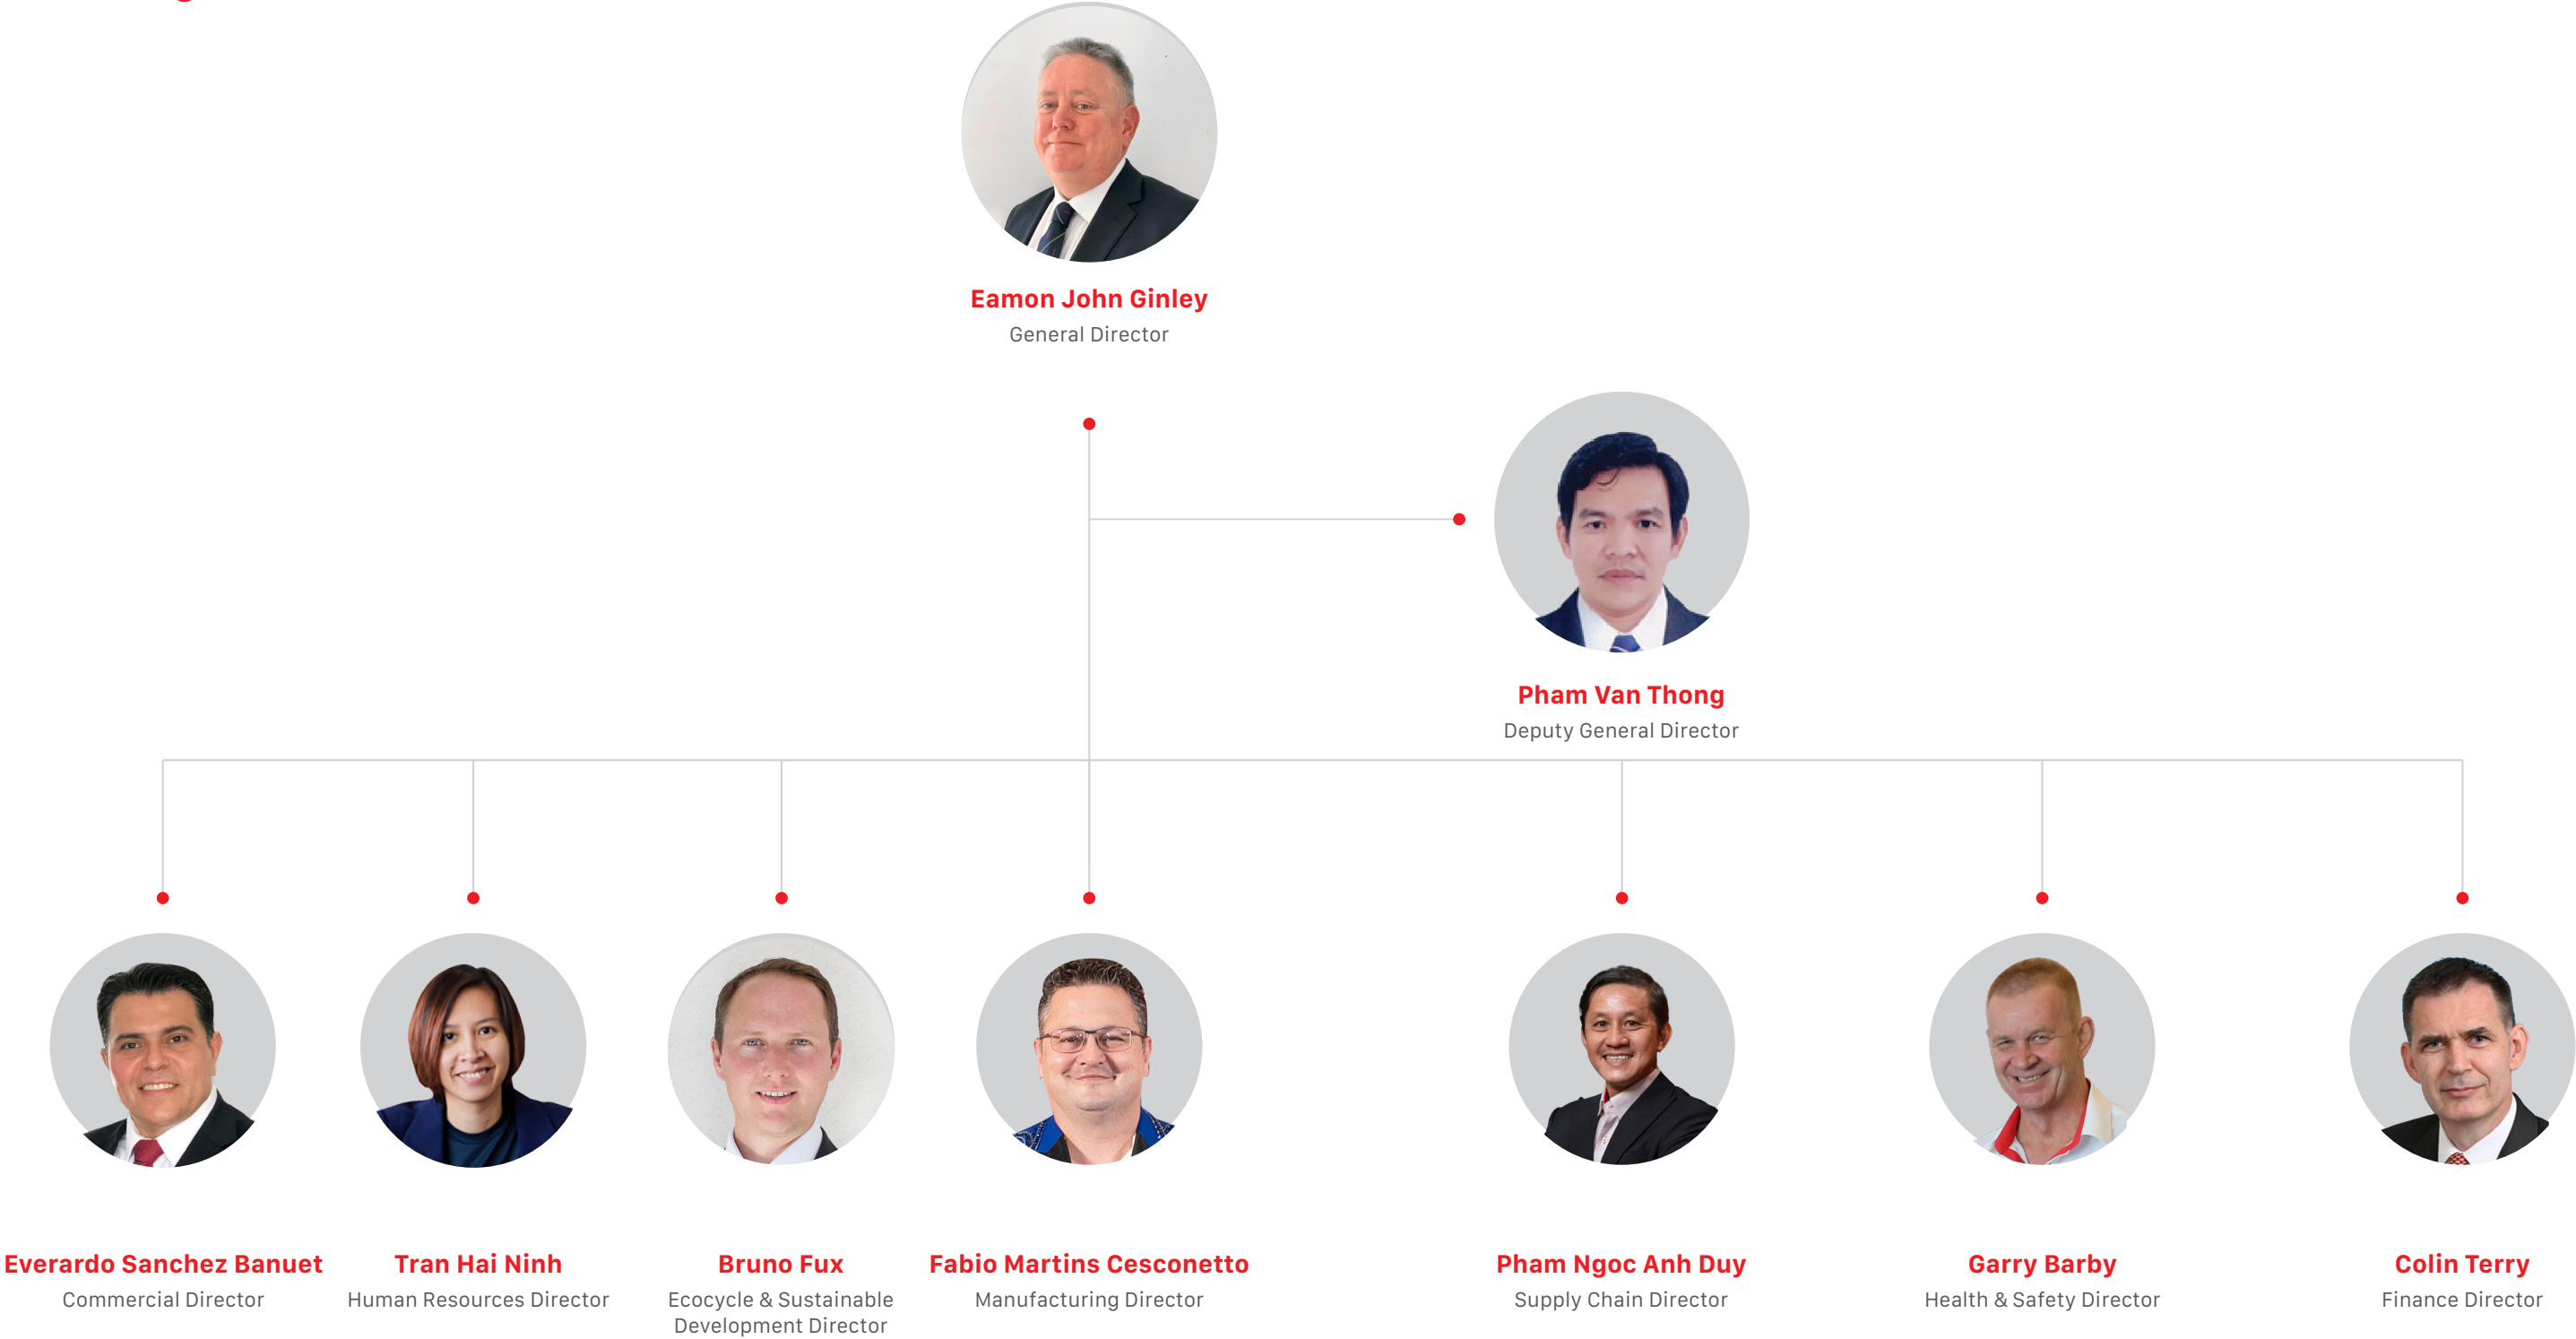 Eamon John Ginley
General Director
Pham Van Thong
Deputy General Director
Everardo Sanchez Banuet
Commercial Director
Tran Hai Ninh
Human Resources Director
Bruno Fux
Ecocycle & Sustainable
Development Director
Fabio Martins Cesconetto
Manufacturing Director
Pham Ngoc Anh Duy
Supply Chain Director
Garry Barby
Health & Safety Director
Colin Terry
Finance Director